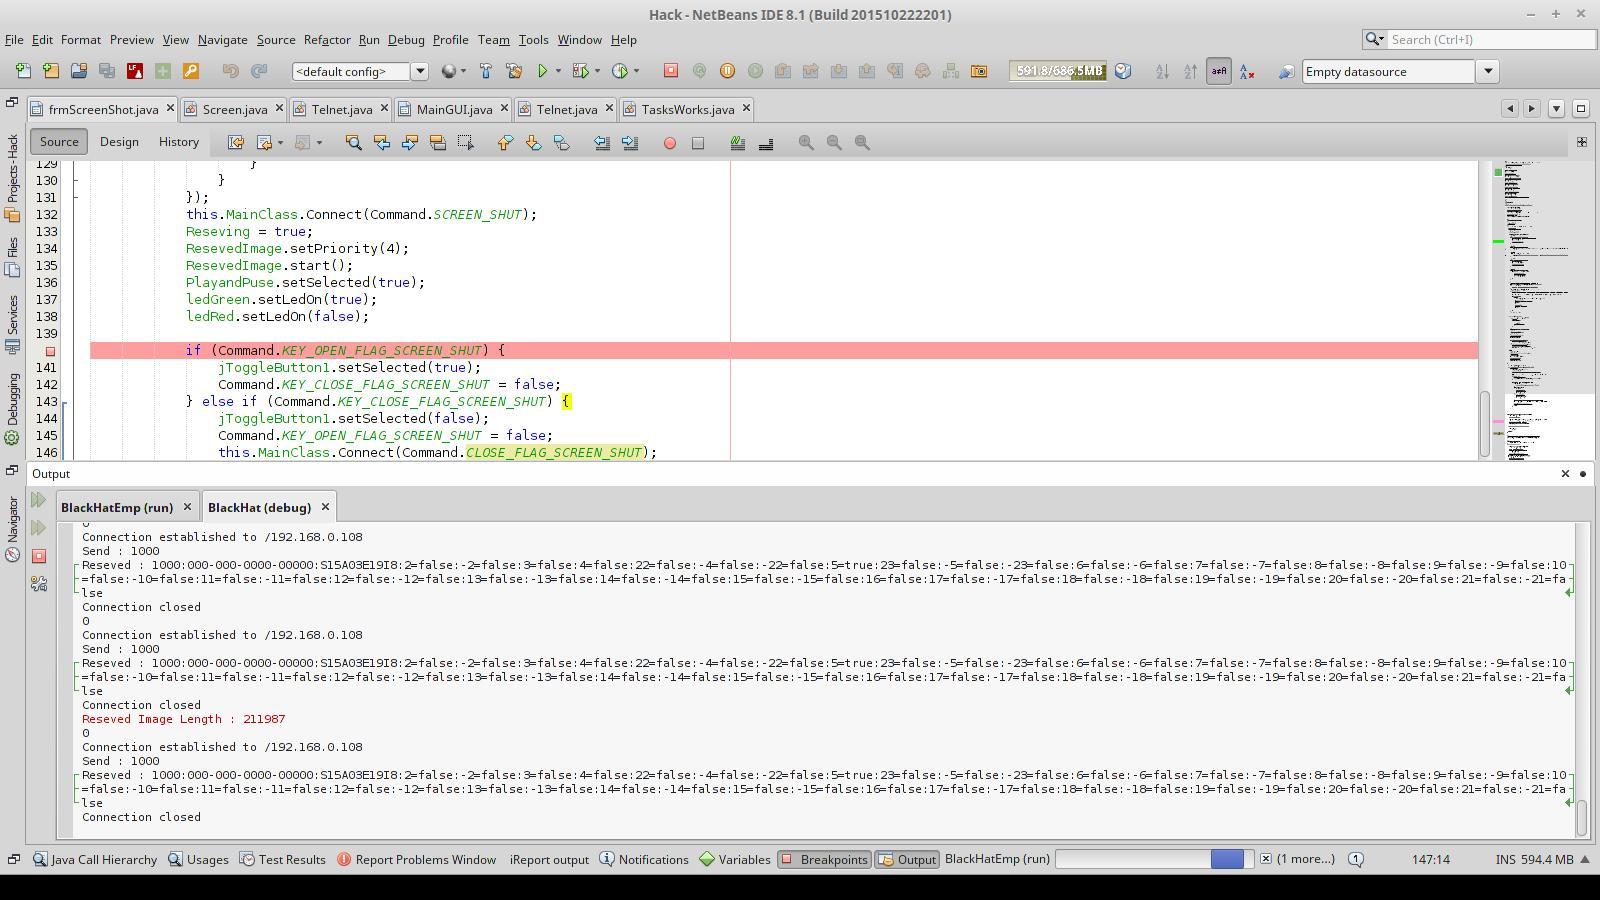 Hack - NetBeans IDE 8.1 (Build 201510222201)
File Edit Format Preview View Navigate Source Refactor Run Debug Profile Team Tools Window Help
Search (Ctrl+I)
<default config>
591.8/686.5MB
Empty datasource
frmScreenShot.java Screen.java Telnet.java MainGUI.java Telnet.java TasksWorks.java
Source Design History
Projects - Hack
Files
Services
Debugging
Navigator
129 }
130 }
131 });
132 this.MainClass.Connect(Command.SCREEN_SHUT);
133 Reseving = true;
134 ResevedImage.setPriority(4);
135 ResevedImage.start();
136 PlayandPuse.setSelected(true);
137 ledGreen.setLedOn(true);
138 ledRed.setLedOn(false);
139
if (Command.KEY_OPEN_FLAG_SCREEN_SHUT) {
141 jToggleButton1.setSelected(true);
142 Command.KEY_CLOSE_FLAG_SCREEN_SHUT = false;
143 } else if (Command.KEY_CLOSE_FLAG_SCREEN_SHUT) {
144 jToggleButton1.setSelected(false);
145 Command.KEY_OPEN_FLAG_SCREEN_SHUT = false;
146 this.MainClass.Connect(Command.CLOSE_FLAG_SCREEN_SHUT);
Output
BlackHatEmp (run) BlackHat (debug)
0
Connection established to /192.168.0.108
Send : 1000
Reseved : 1000:000-000-0000-00000:S15A03E19I8:2=false:-2=false:3=false:4=false:22=false:-4=false:-22=false:5=true:23=false:-5=false:-23=false:6=false:-6=false:7=false:-7=false:8=false:-8=false:9=false:-9=false:10
=false:-10=false:11=false:-11=false:12=false:-12=false:13=false:-13=false:14=false:-14=false:15=false:-15=false:16=false:17=false:-17=false:18=false:-18=false:19=false:-19=false:20=false:-20=false:21=false:-21=fa
lse
Connection closed
0
Connection established to /192.168.0.108
Send : 1000
Reseved : 1000:000-000-0000-00000:S15A03E19I8:2=false:-2=false:3=false:4=false:22=false:-4=false:-22=false:5=true:23=false:-5=false:-23=false:6=false:-6=false:7=false:-7=false:8=false:-8=false:9=false:-9=false:10
=false:-10=false:11=false:-11=false:12=false:-12=false:13=false:-13=false:14=false:-14=false:15=false:-15=false:16=false:17=false:-17=false:18=false:-18=false:19=false:-19=false:20=false:-20=false:21=false:-21=fa
lse
Connection closed
Reseved Image Length : 211987
0
Connection established to /192.168.0.108
Send : 1000
Reseved : 1000:000-000-0000-00000:S15A03E19I8:2=false:-2=false:3=false:4=false:22=false:-4=false:-22=false:5=true:23=false:-5=false:-23=false:6=false:-6=false:7=false:-7=false:8=false:-8=false:9=false:-9=false:10
=false:-10=false:11=false:-11=false:12=false:-12=false:13=false:-13=false:14=false:-14=false:15=false:-15=false:16=false:17=false:-17=false:18=false:-18=false:19=false:-19=false:20=false:-20=false:21=false:-21=fa
lse
Connection closed
Java Call Hierarchy Usages Test Results Report Problems Window iReport output Notifications Variables Breakpoints Output BlackHatEmp (run) (1 more...) 1 147:14 INS 594.4 MB